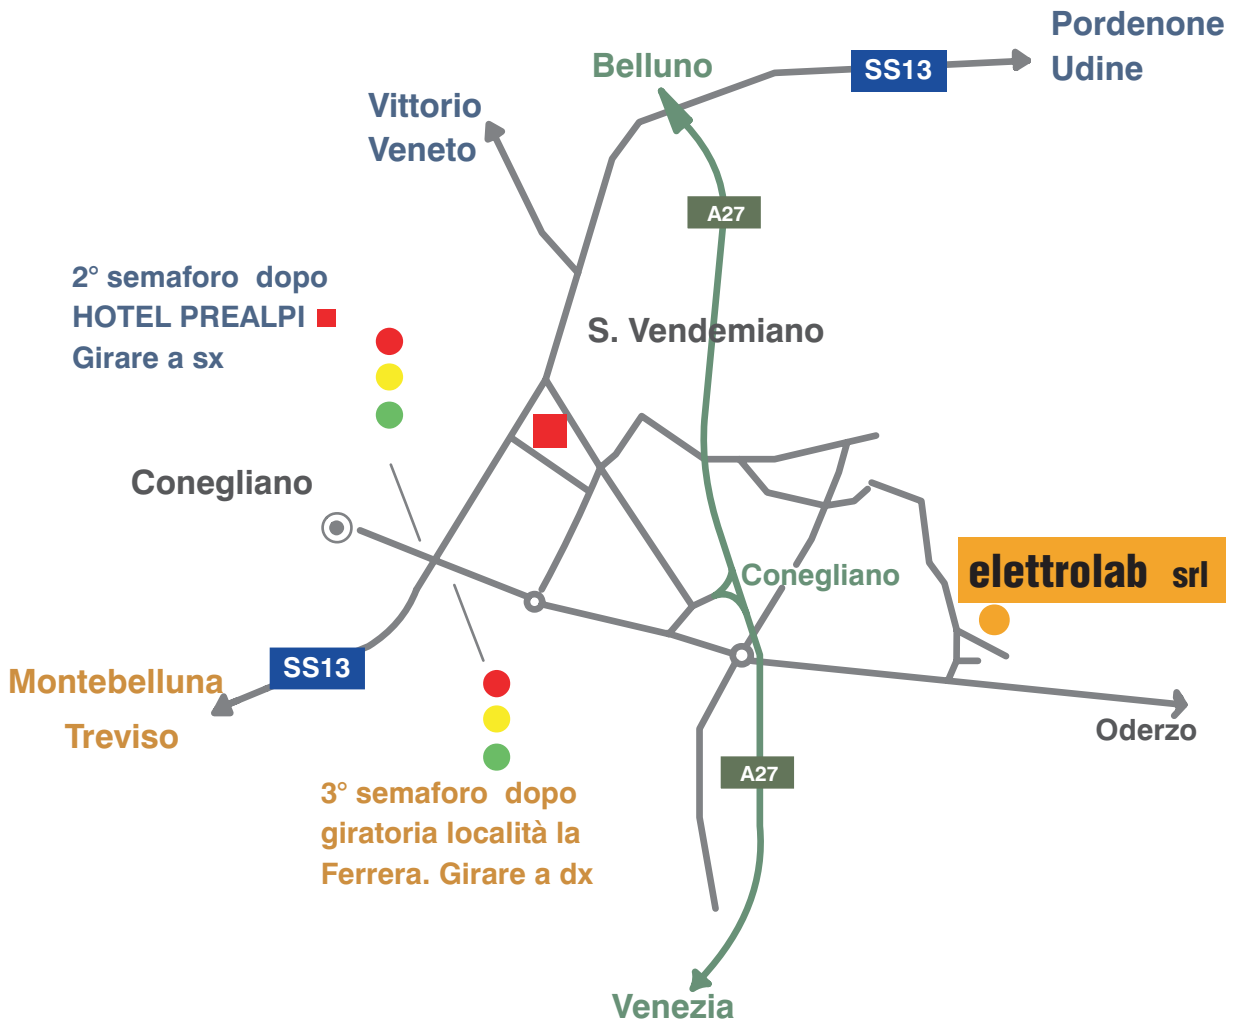 Pordenone
Udine
Belluno
SS13
Vittorio
Veneto
A27
2° semaforo dopo
HOTEL PREALPI
Girare a sx
S. Vendemiano
Conegliano
Conegliano
elettrolab srl
SS13
Montebelluna
Treviso
Oderzo
A27
3° semaforo dopo
giratoria località la
Ferrera. Girare a dx
Venezia